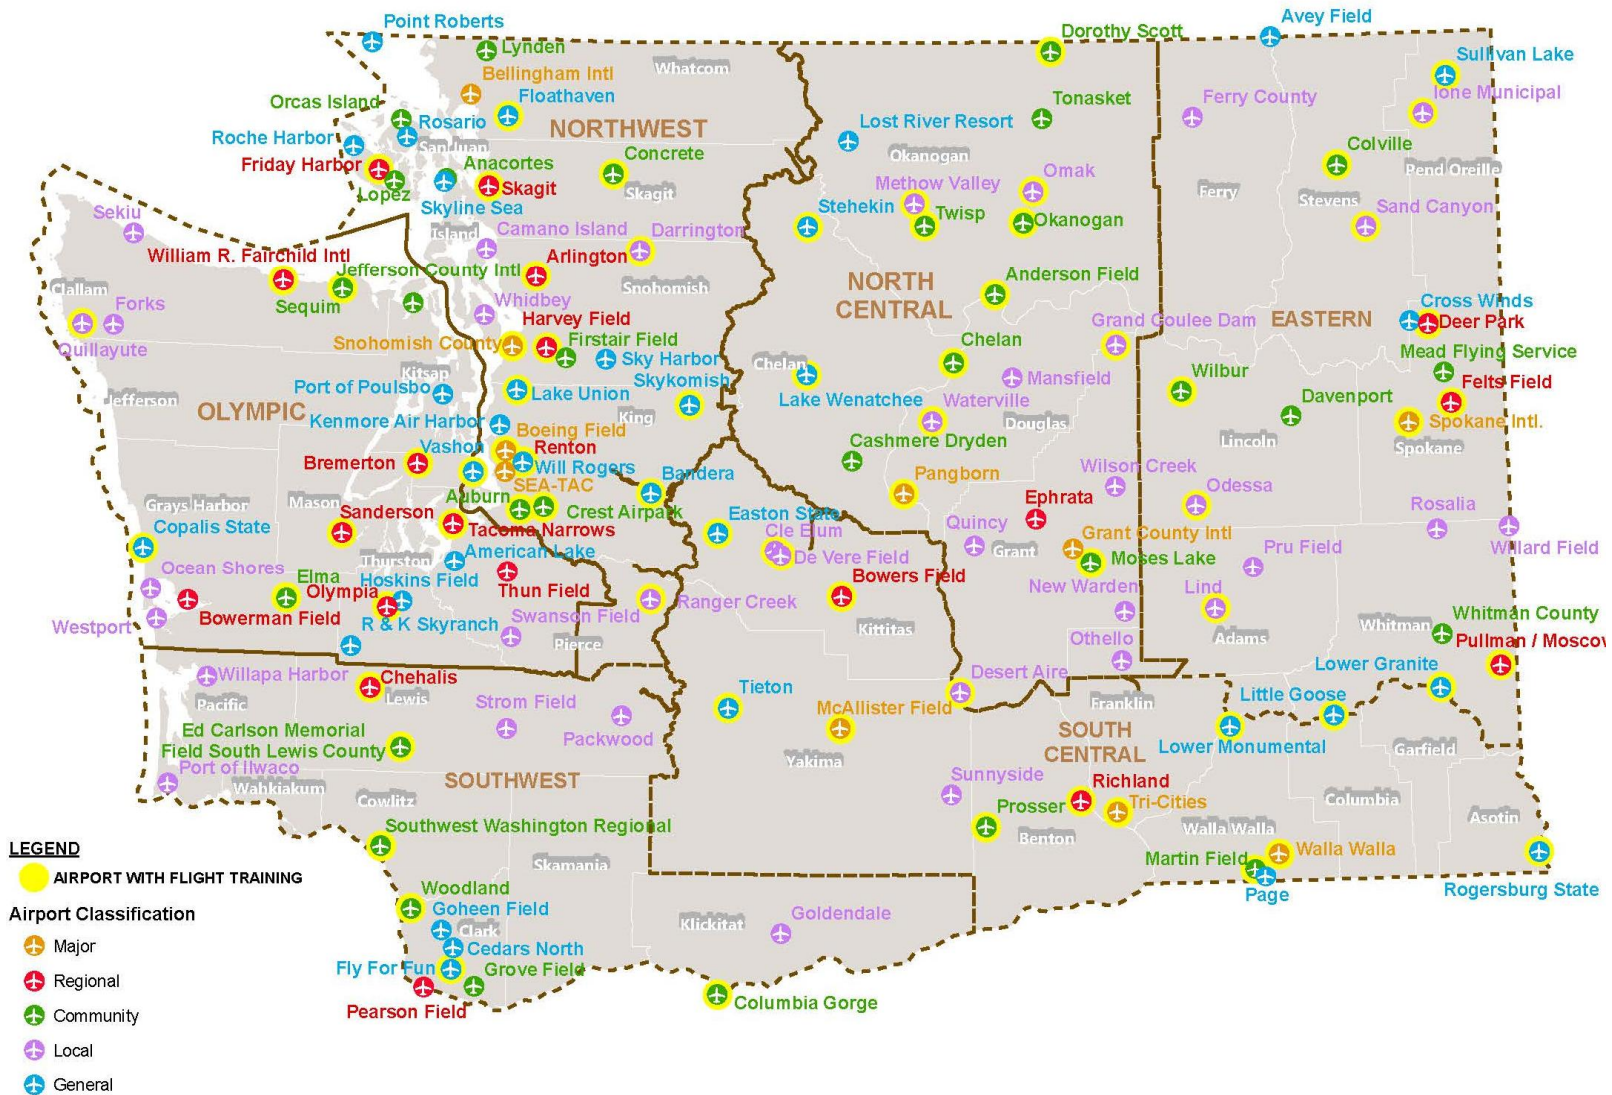 Point Roberts
Avey Field
Dorothy Scott
Lynden
Sullivan Lake
Whatcom
Bellingham Intl
Floathaven
Ione Municipal
Orcas Island
Tonasket
Ferry County
Rosario
NORTHWEST
Lost River Resort
Roche Harbor
San Juan
Okanogan
Colville
Friday Harbor
Anacortes
Concrete
Omak
Pend Oreille
Lopez
Skagit
Skagit
Methow Valley
Ferry
Stevens
Skyline Sea
Stehekin
Twisp
Okanogan
Sand Canyon
Sekiu
Island
Camano Island
Darrington
William R. Fairchild Intl
Arlington
Jefferson County Intl
Anderson Field
Clallam
Snohomish
NORTH
CENTRAL
Forks
Sequim
Whidbey
Cross Winds
Harvey Field
Grand Coulee Dam
EASTERN
Deer Park
Quillayute
Snohomish County
Firstair Field
Chelan
Mead Flying Service
Sky Harbor
Chelan
Kitsap
Wilbur
Port of Poulsbo
Skykomish
Mansfield
Felts Field
Jefferson
Lake Union
Lake Wenatchee
Waterville
Davenport
OLYMPIC
Kenmore Air Harbor
King
Douglas
Spokane Intl.
Boeing Field
Cashmere Dryden
Lincoln
Spokane
Vashon
Renton
Bremerton
Will Rogers
Bandera
Pangborn
Wilson Creek
SEA-TAC
Odessa
Auburn
Ephrata
Grays Harbor
Mason
Sanderson
Crest Airpark
Easton State
Rosalia
Copalis State
Tacoma Narrows
Cle Elum
Quincy
Grant County Intl
Thurston
American Lake
De Vere Field
Grant
Moses Lake
Pru Field
Willard Field
Ocean Shores
Elma
Hoskins Field
Bowers Field
Olympia
Thun Field
New Warden
Lind
Westport
Bowerman Field
R & K Skyranch
Swanson Field
Ranger Creek
Kittitas
Whitman County
Pierce
Othello
Adams
Whitman
Pullman / Moscow
Willapa Harbor
Chehalis
Desert Aire
Lower Granite
Pacific
Lewis
Strom Field
Tieton
Franklin
Little Goose
Ed Carlson Memorial
Field South Lewis County
Packwood
McAllister Field
SOUTH
CENTRAL
Lower Monumental
Garfield
Port of Ilwaco
Yakima
Wahkiakum
SOUTHWEST
Sunnyside
Richland
Cowlitz
Prosser
Tri-Cities
Columbia
Southwest Washington Regional
Benton
Walla Walla
Asotin
LEGEND
Skamania
Martin Field
Walla Walla
AIRPORT WITH FLIGHT TRAINING
Woodland
Page
Rogersburg State
Airport Classification
Goheen Field
Clark
Klickitat
Goldendale
Major
Cedars North
Fly For Fun
Grove Field
Regional
Pearson Field
Columbia Gorge
Community
Local
General